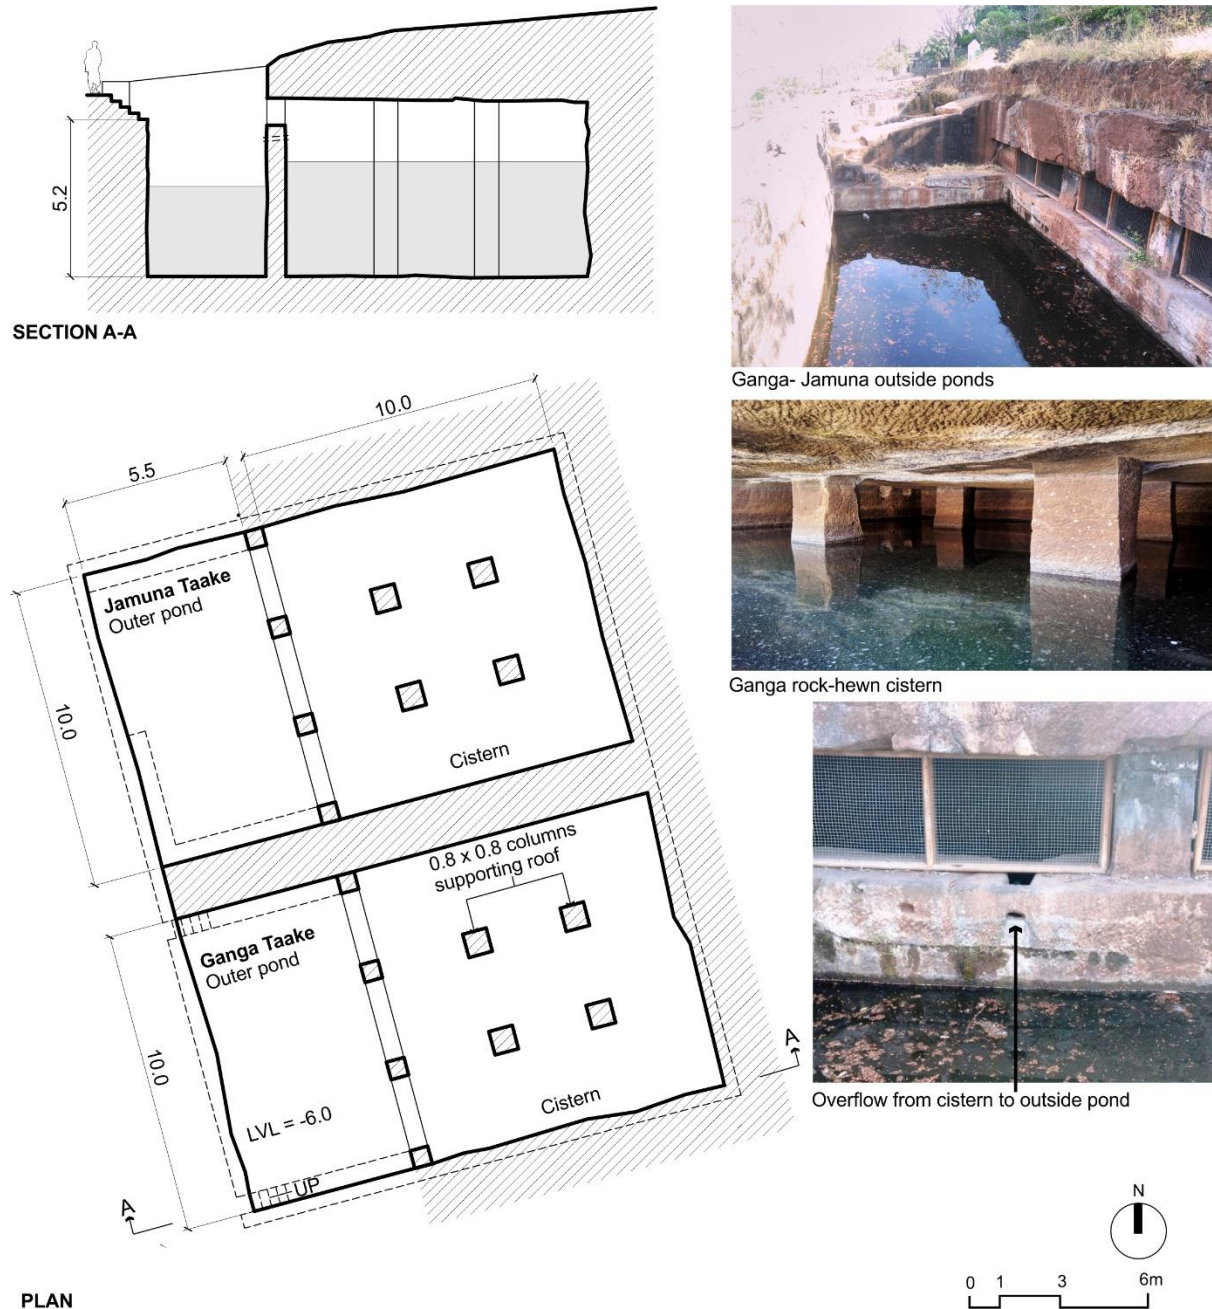 5.2
SECTION A-A
Ganga- Jamuna outside ponds
10.0
5.5
Jamuna Taake
Outer pond
10.0
Cistern
Ganga rock-hewn cistern
0.8 x 0.8 columns
supporting roof
Ganga Taake
Outer pond
10.0
LVL = -6.0
UP
Cistern
A
A
Overflow from cistern to outside pond
N
0 1 3 6m
PLAN